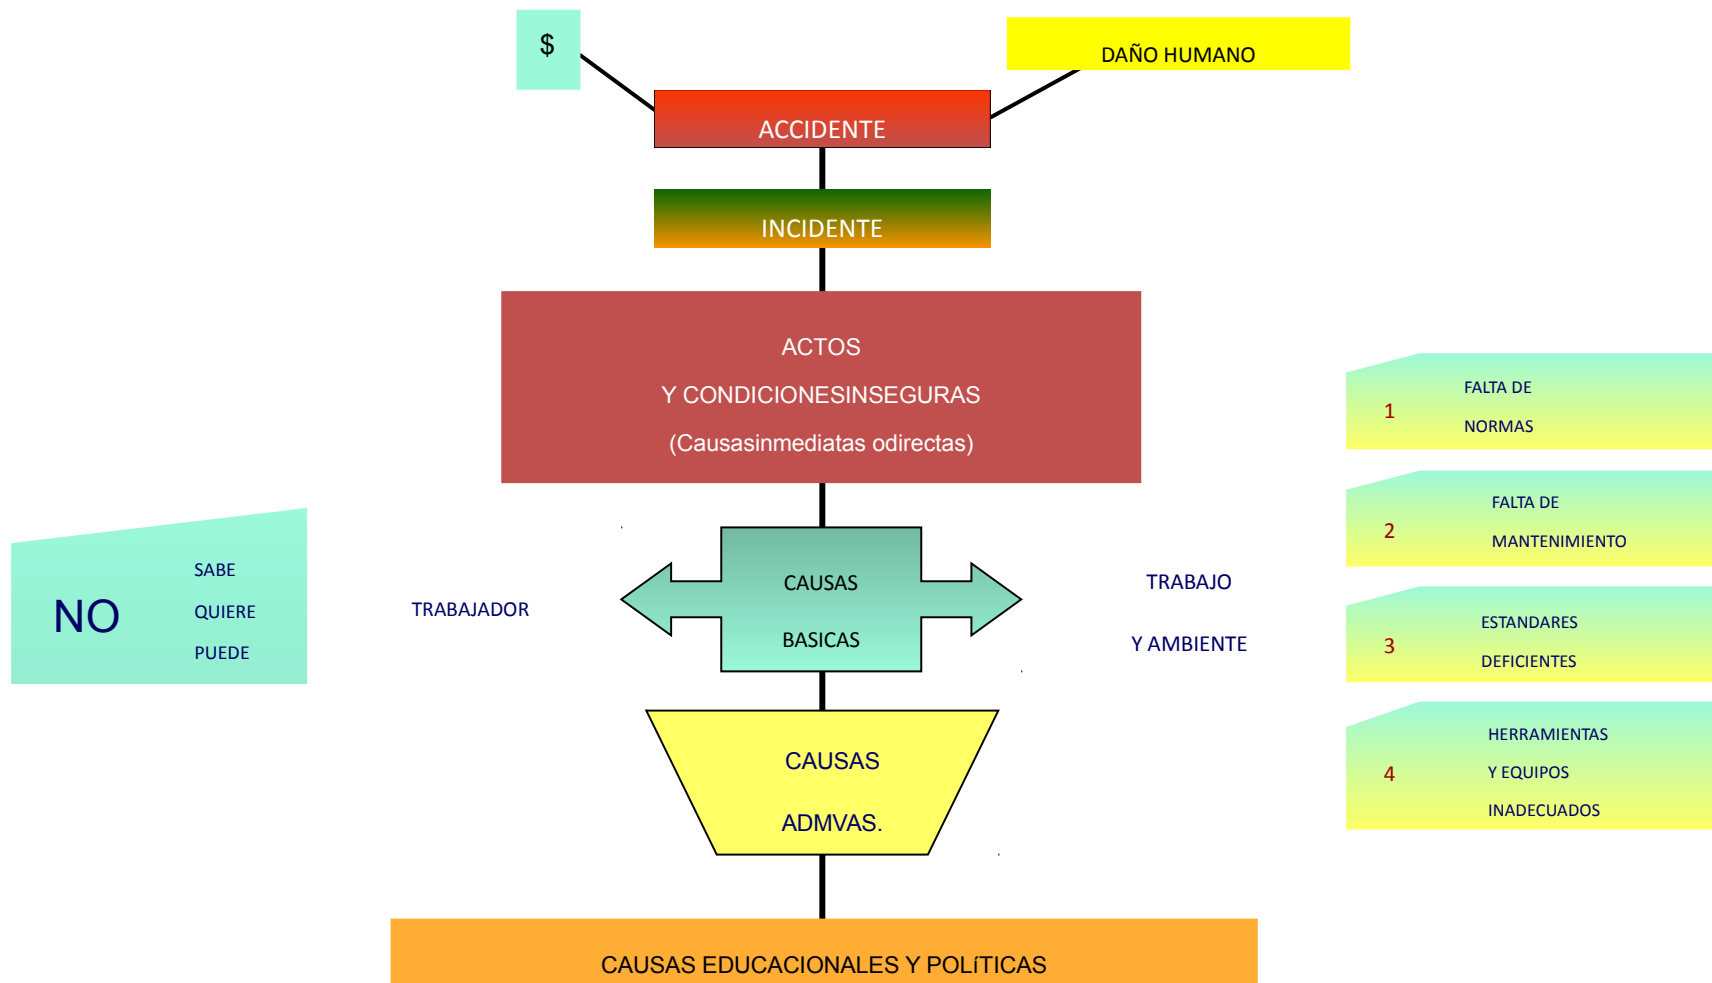 $
DAÑO HUMANO
ACCIDENTE
INCIDENTE
ACTOS
Y CONDICIONESINSEGURAS
(Causasinmediatas odirectas)
NO
SABE
QUIERE
PUEDE
TRABAJADOR
CAUSAS
BASICAS
TRABAJO
Y AMBIENTE
1
FALTA DE
NORMAS
2
FALTA DE
MANTENIMIENTO
3
ESTANDARES
DEFICIENTES
4
HERRAMIENTAS
Y EQUIPOS
INADECUADOS
CAUSAS
ADMVAS.
CAUSAS EDUCACIONALES Y POLíTICAS